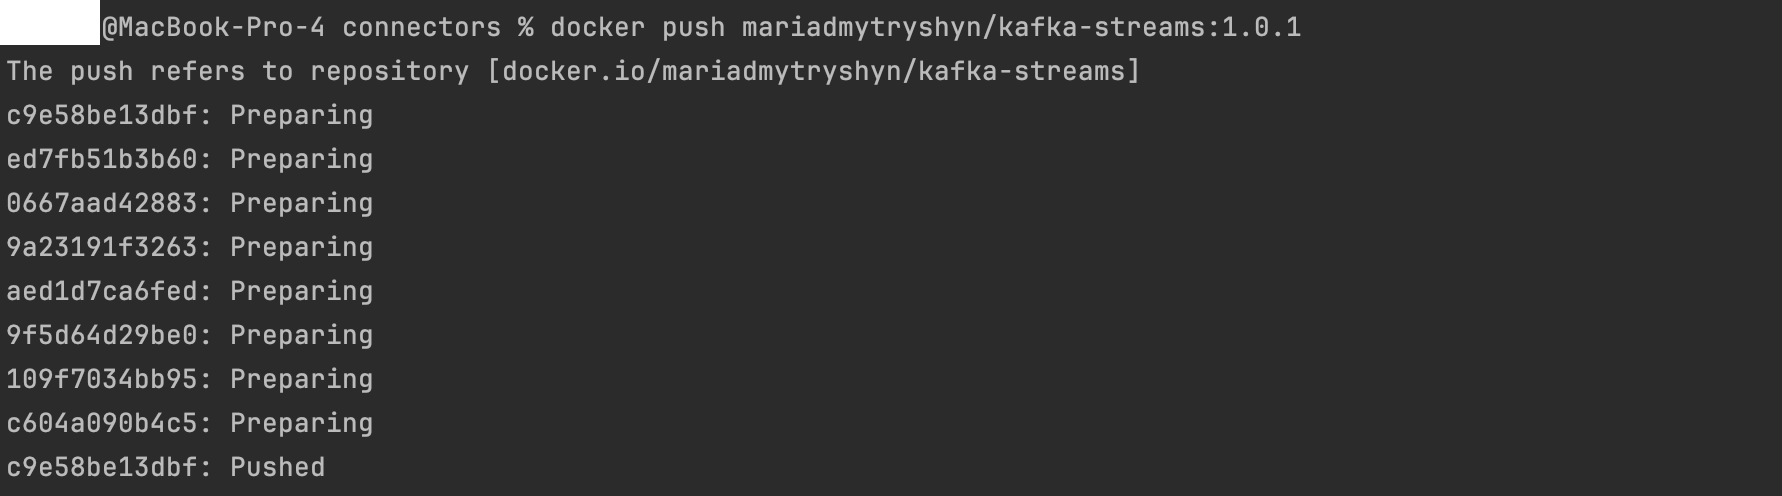 @MacBook-Pro-4 connectors % docker push mariadmytryshyn/kafka-streams:1.0.1
The push refers to repository [docker.io/mariadmytryshyn/kafka-streams]
c9e58be13dbf: Preparing
ed7fb51b3b60: Preparing
0667aad42883: Preparing
9a23191f3263: Preparing
aed1d7ca6fed: Preparing
9f5d64d29be0: Preparing
109f7034bb95: Preparing
c604a090b4c5: Preparing
c9e58be13dbf: Pushed